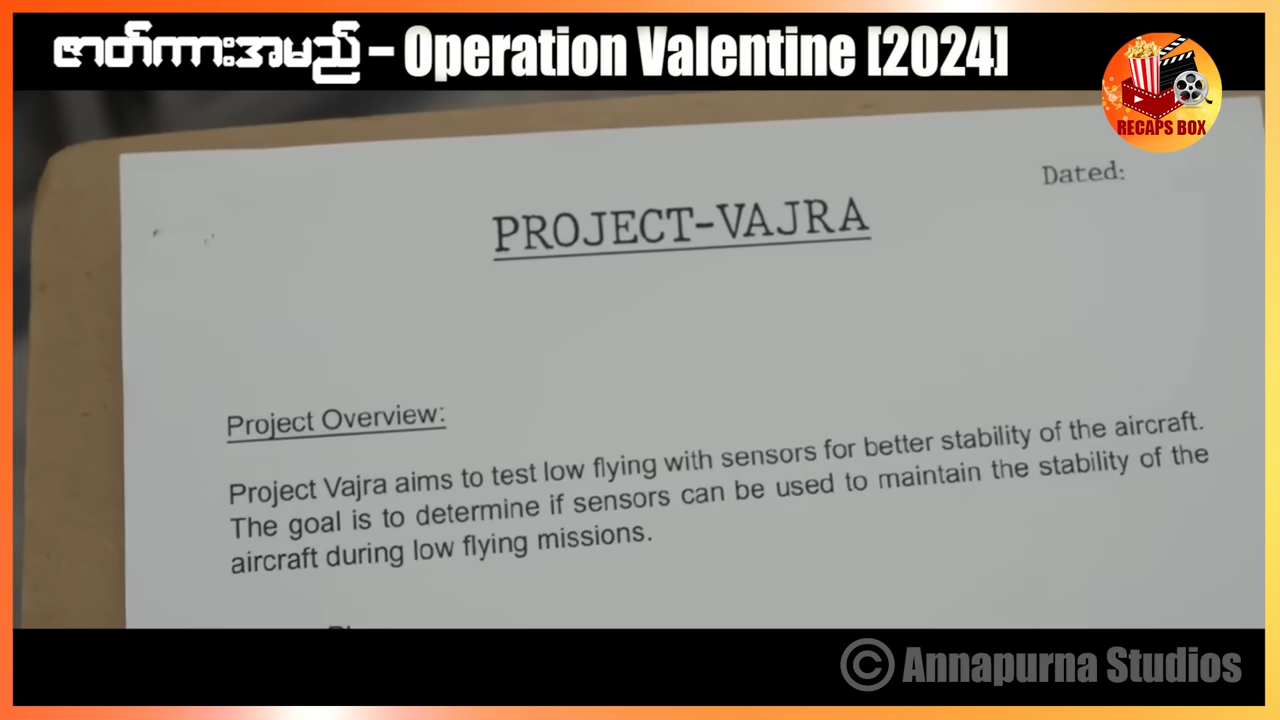 ဇာတ်ကားအမည် – Operation Valentine [2024]
RECAPS BOX
Dated:
PROJECT-VAJRA
Project Overview:
Project Vajra aims to test low flying with sensors for better stability of the aircraft.
The goal is to determine if sensors can be used to maintain the stability of the
aircraft during low flying missions.
© Annapurna Studios